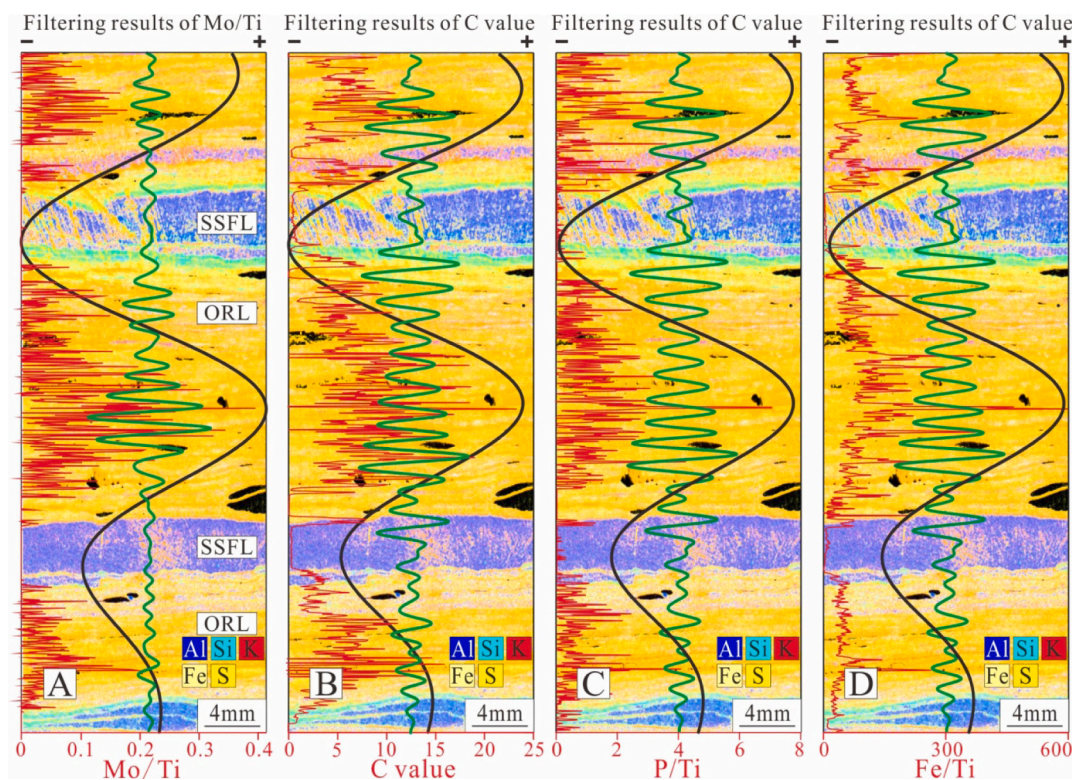 Filtering results of Mo/Ti
Filtering results of C value
Filtering results of C value
Filtering results of C value
− +
− +
− +
− +
SSFL
ORL
SSFL
ORL
Al Si K
Fe S
A
4mm
Al Si K
Fe S
B
4mm
Al Si K
Fe S
C
4mm
Al Si K
Fe S
D
4mm
0 0.1 0.2 0.3 0.4
Mo/Ti
0 5 10 15 20 25
C value
0 2 4 6 8
P/Ti
0 300 600
Fe/Ti